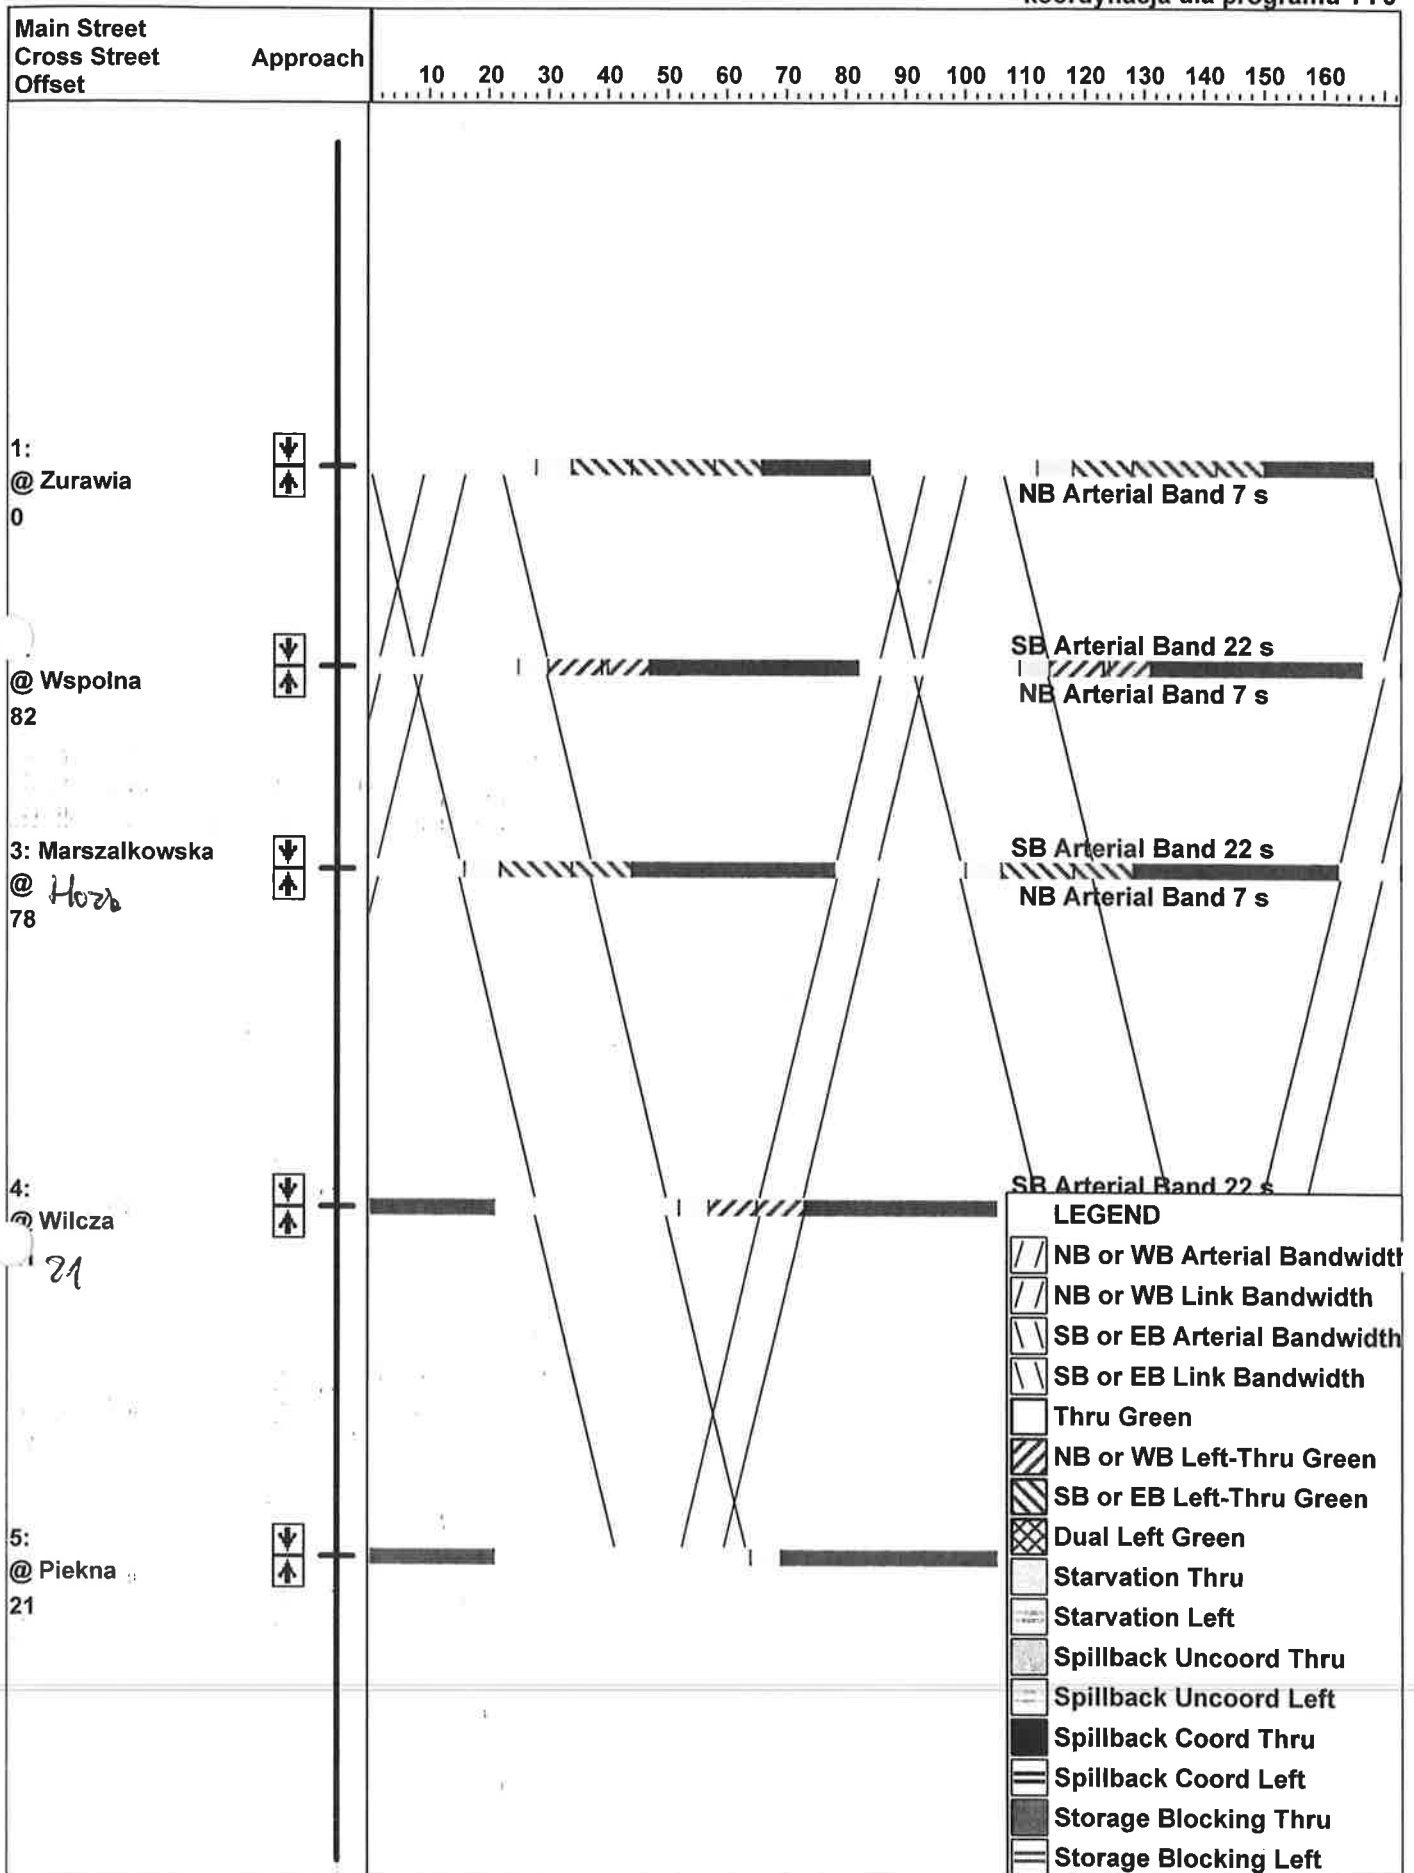 Main Street
Cross Street Approach
Offset
10 20 30 40 50 60 70 80 90 100 110 120 130 140 150 160
1:
@ Zurawia
0
NB Arterial Band 7 s
SB Arterial Band 22 s
@ Wspolna
82
NB Arterial Band 7 s
SB Arterial Band 22 s
3: Marszalkowska
@
78
NB Arterial Band 7 s
SB Arterial Band 22 s
4:
@ Wilcza
21
LEGEND
NB or WB Arterial Bandwidth
NB or WB Link Bandwidth
SB or EB Arterial Bandwidth
SB or EB Link Bandwidth
Thru Green
NB or WB Left-Thru Green
SB or EB Left-Thru Green
Dual Left Green
Starvation Thru
Starvation Left
Spillback Uncoord Thru
Spillback Uncoord Left
Spillback Coord Thru
Spillback Coord Left
Storage Blocking Thru
Storage Blocking Left
5:
@ Piekna
21